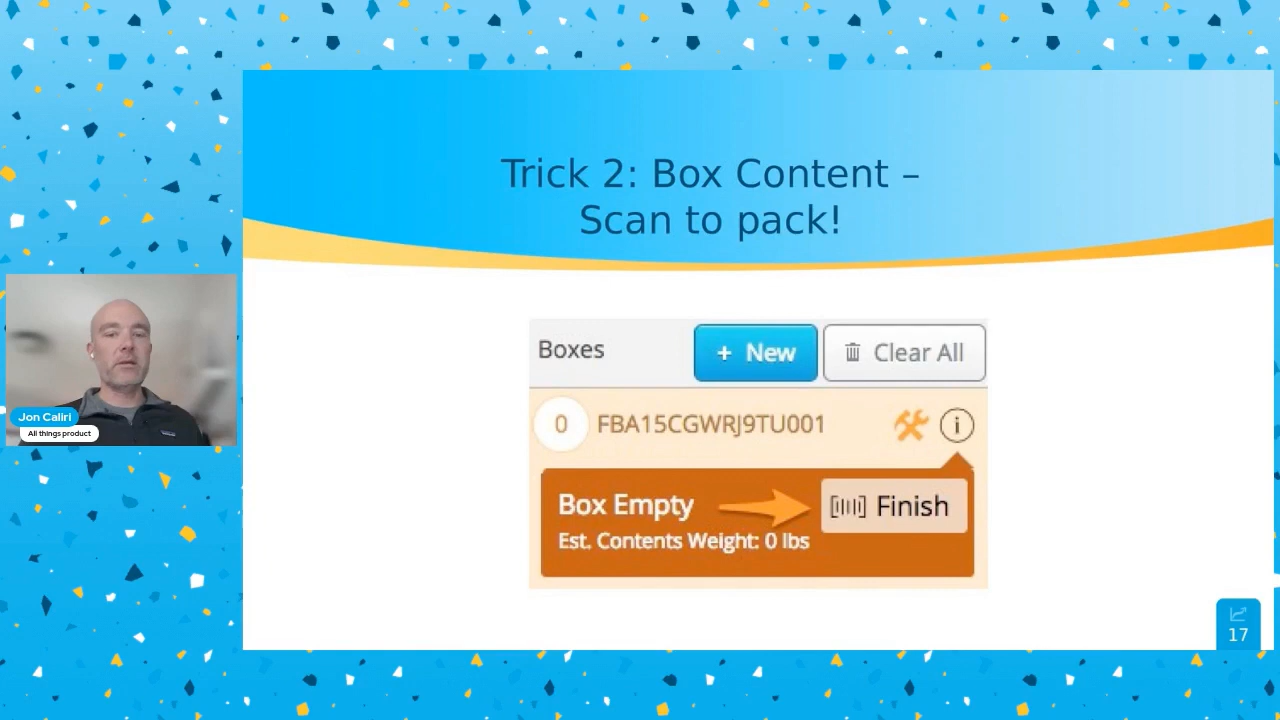 Trick 2: Box Content –
Scan to pack!
Boxes
+ New
Clear All
0 FBA15CGWRJ9TU001
i
Box Empty
Finish
Est. Contents Weight: 0 lbs
Jon Caliri
All things product
17